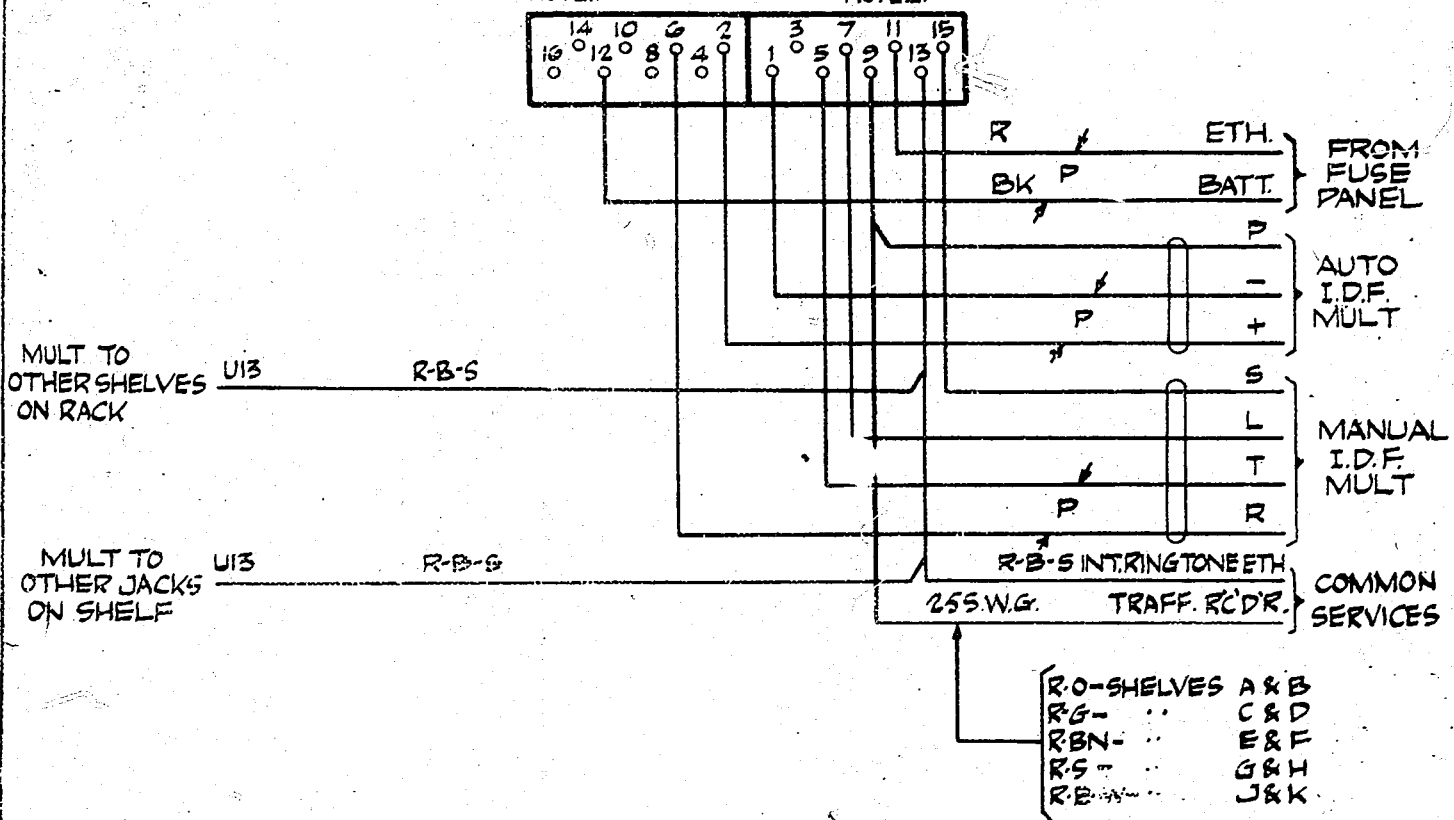 14 10 6 2 3 7 11 15
16 12 8 4 1 5 9 13
R ETH.
P
BK BATT.
FROM
FUSE
PANEL
P
-
P
+
AUTO
I.D.F.
MULT
MULT TO
OTHER SHELVES
ON RACK
U13 R-B-S
S
L
T
P
R
MANUAL
I.D.F.
MULT
MULT TO
OTHER JACKS
ON SHELF
U13 R-B-S
R-B-S INT.RINGTONE ETH
25S.W.G. TRAFF. RC'D'R.
COMMON
SERVICES
R.O-SHELVES A & B
R-G- " C & D
R.BN- " E & F
R.S- " G & H
J & K